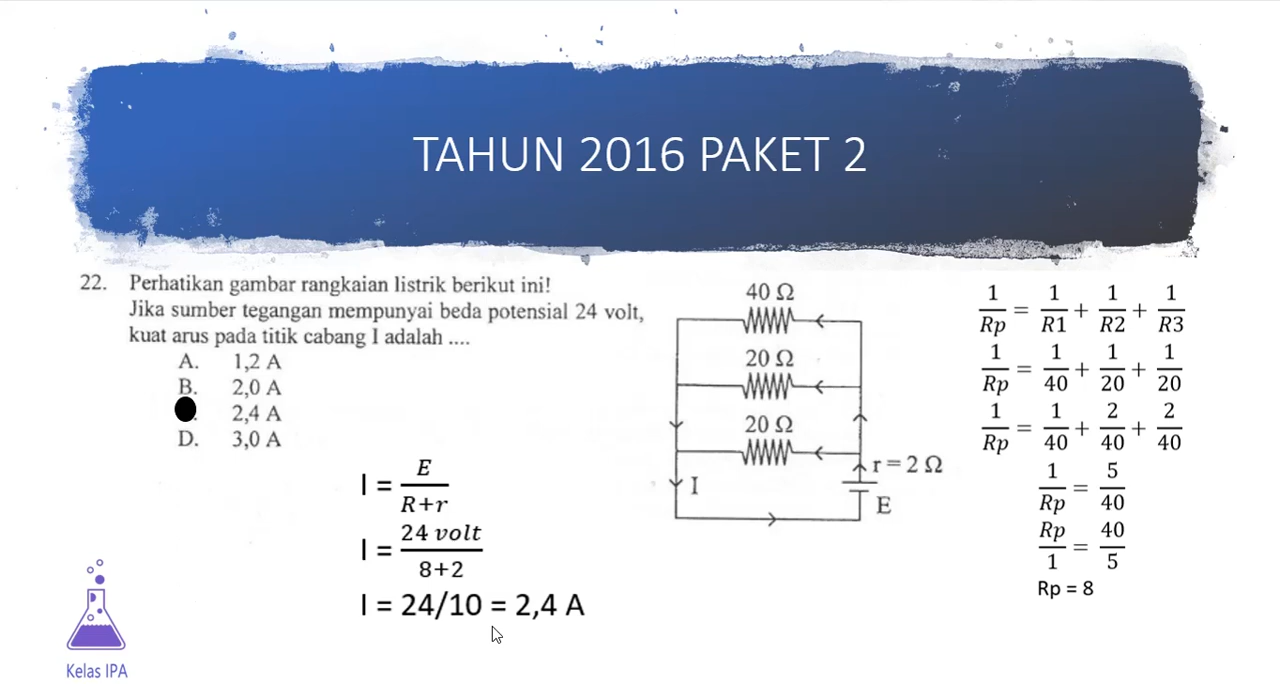 TAHUN 2016 PAKET 2
22. Perhatikan gambar rangkaian listrik berikut ini!
Jika sumber tegangan mempunyai beda potensial 24 volt,
kuat arus pada titik cabang I adalah ....
A. 1,2 A
B. 2,0 A
2,4 A
D. 3,0 A
I = E / R+r
I = 24 volt / 8+2
I = 24/10 = 2,4 A
40 Ω
20 Ω
20 Ω
r = 2 Ω
I
E
1/Rp = 1/R1 + 1/R2 + 1/R3
1/Rp = 1/40 + 1/20 + 1/20
1/Rp = 1/40 + 2/40 + 2/40
1/Rp = 5/40
Rp/1 = 40/5
Rp = 8
Kelas IPA